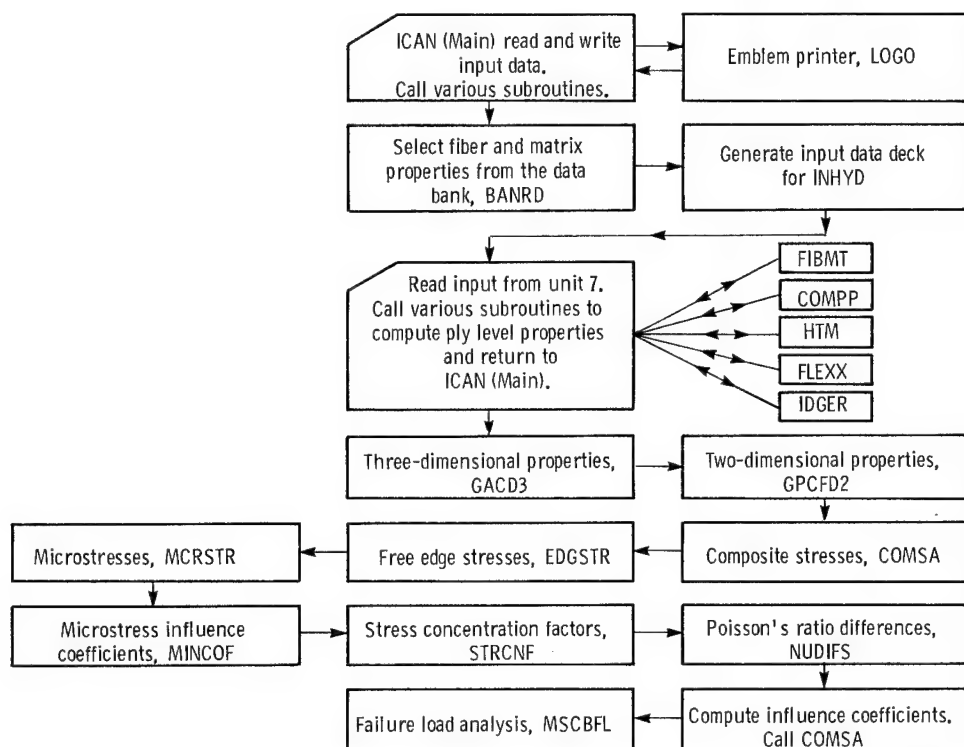 ICAN (Main) read and write
input data.
Call various subroutines.
Emblem printer, LOGO
Select fiber and matrix
properties from the data
bank, BANRD
Generate input data deck
for INHYD
Read input from unit 7.
Call various subroutines to
compute ply level properties
and return to
ICAN (Main).
FIBMT
COMPP
HTM
FLEXX
IDGER
Three-dimensional properties,
GACD3
Two-dimensional properties,
GPCFD2
Microstresses, MCRSTR
Free edge stresses, EDGSTR
Composite stresses, COMSA
Microstress influence
coefficients, MINCOF
Stress concentration factors,
STRCNF
Poisson's ratio differences,
NUDIFS
Failure load analysis, MSCBFL
Compute influence coefficients.
Call COMSA